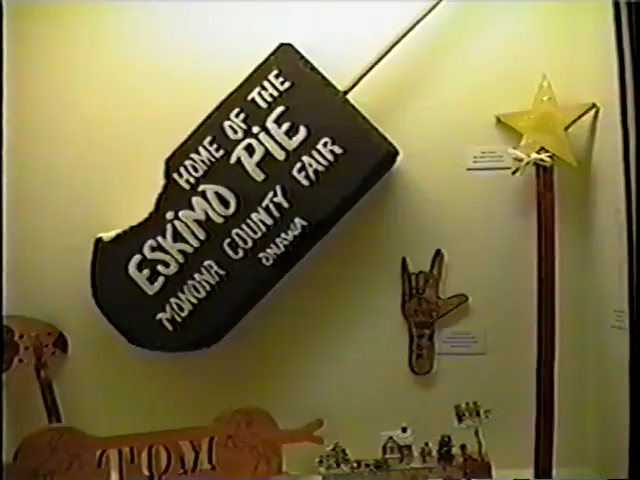 HOME OF THE
ESKIMO PIE
MONONA COUNTY FAIR
ONAWA
TOM